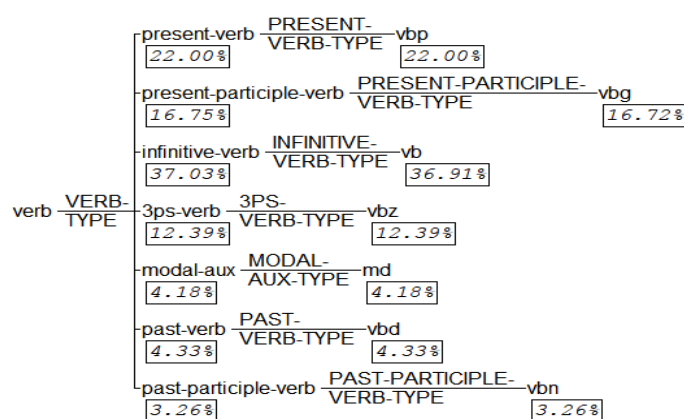 present-verb PRESENT-VERB-TYPE vbp
22.00% 22.00%
present-participle-verb PRESENT-PARTICIPLE-VERB-TYPE vbg
16.75% 16.72%
infinitive-verb INFINITIVE-VERB-TYPE vb
37.03% 36.91%
verb VERB-TYPE 3ps-verb 3PS-VERB-TYPE vbz
12.39% 12.39%
modal-aux MODAL-AUX-TYPE md
4.18% 4.18%
past-verb PAST-VERB-TYPE vbd
4.33% 4.33%
past-participle-verb PAST-PARTICIPLE-VERB-TYPE vbn
3.26% 3.26%